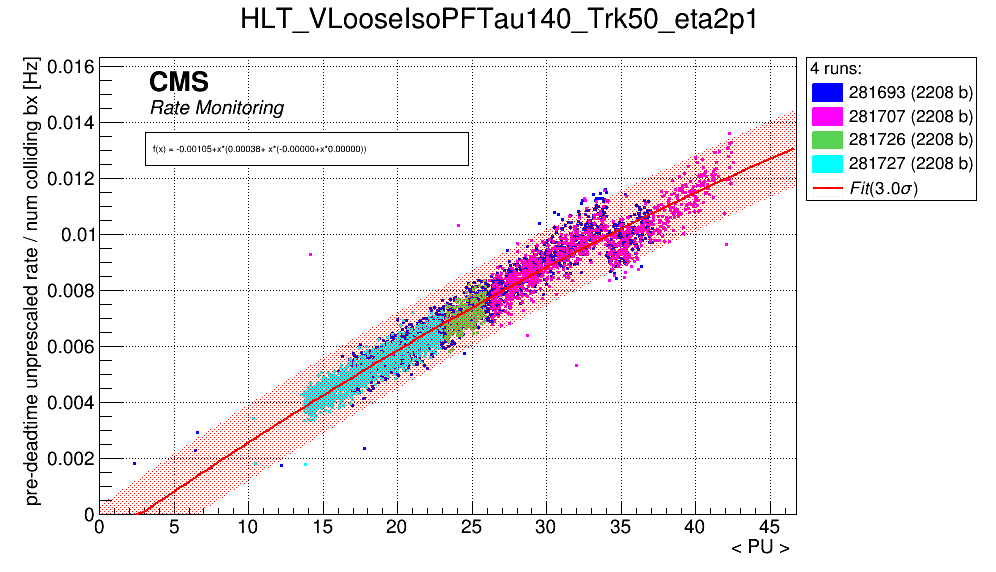 HLT_VLooseIsoPFTau140_Trk50_eta2p1
pre-deadtime unprescaled rate / num colliding bx [Hz]
0.016
0.014
0.012
0.01
0.008
0.006
0.004
0.002
0
CMS
Rate Monitoring
f(x) = -0.00105+x*(0.00038+ x*(-0.00000+x*0.00000))
4 runs:
281693 (2208 b)
281707 (2208 b)
281726 (2208 b)
281727 (2208 b)
Fit(3.0σ)
0 5 10 15 20 25 30 35 40 45
< PU >